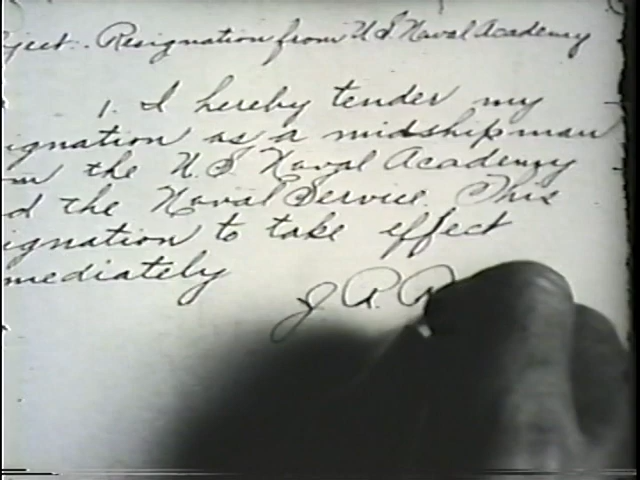 ject: Resignation from U.S. Naval Academy
1. I hereby tender my
ignation as a midshipman
om the U.S. Naval Academy
d the Naval Service. This
ignation to take effect
mediately
J. A.